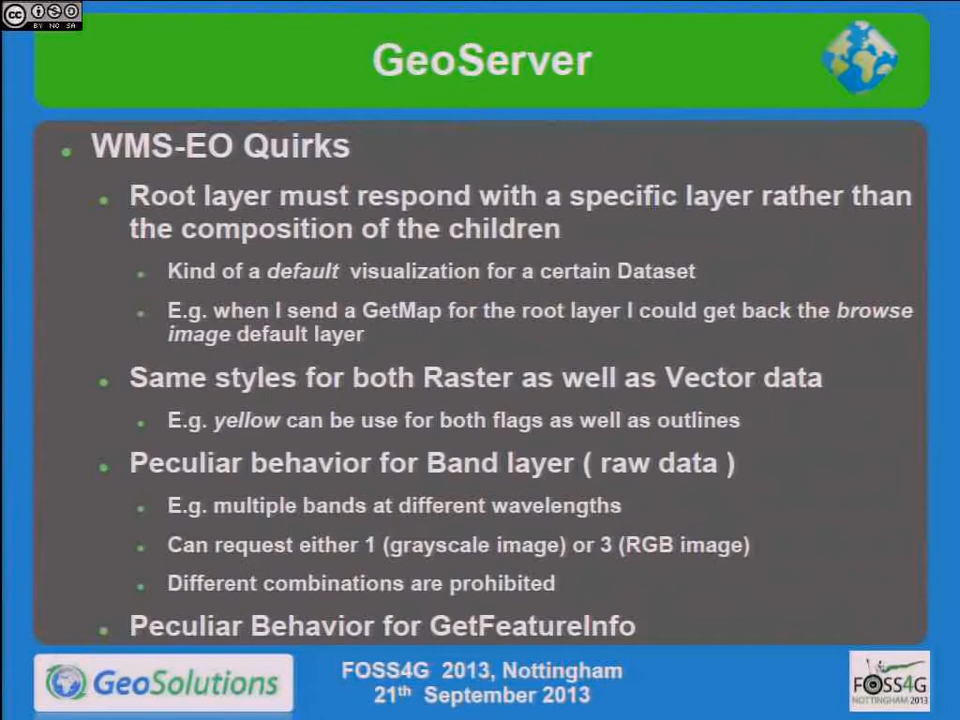 cc
BY NC SA
GeoServer
WMS-EO Quirks
Root layer must respond with a specific layer rather than
the composition of the children
Kind of a default visualization for a certain Dataset
E.g. when I send a GetMap for the root layer I could get back the browse
image default layer
Same styles for both Raster as well as Vector data
E.g. yellow can be use for both flags as well as outlines
Peculiar behavior for Band layer ( raw data )
E.g. multiple bands at different wavelengths
Can request either 1 (grayscale image) or 3 (RGB image)
Different combinations are prohibited
Peculiar Behavior for GetFeatureInfo
GeoSolutions
FOSS4G 2013, Nottingham
21th September 2013
FOSS4G
NOTTINGHAM 2013